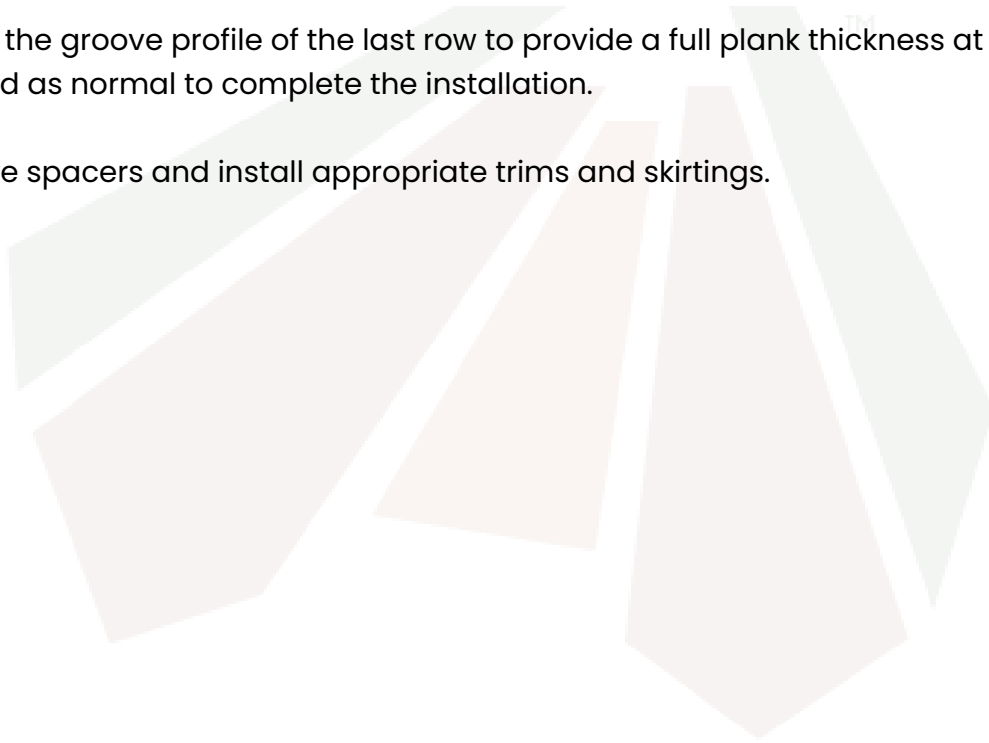 ™
the groove profile of the last row to provide a full plank thickness at
d as normal to complete the installation.
e spacers and install appropriate trims and skirtings.